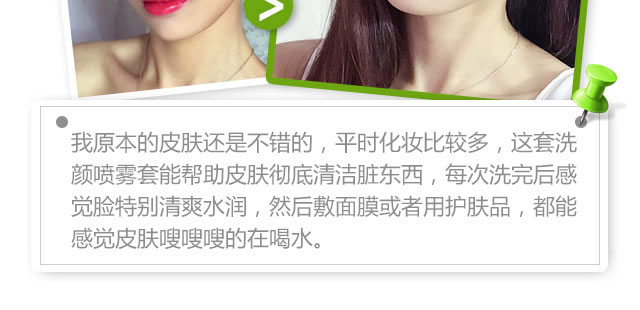 我原本的皮肤还是不错的，平时化妆比较多，这套洗
颜喷雾套能帮助皮肤彻底清洁脏东西，每次洗完后感
觉脸特别清爽水润，然后敷面膜或者用护肤品，都能
感觉皮肤嗖嗖嗖的在喝水。